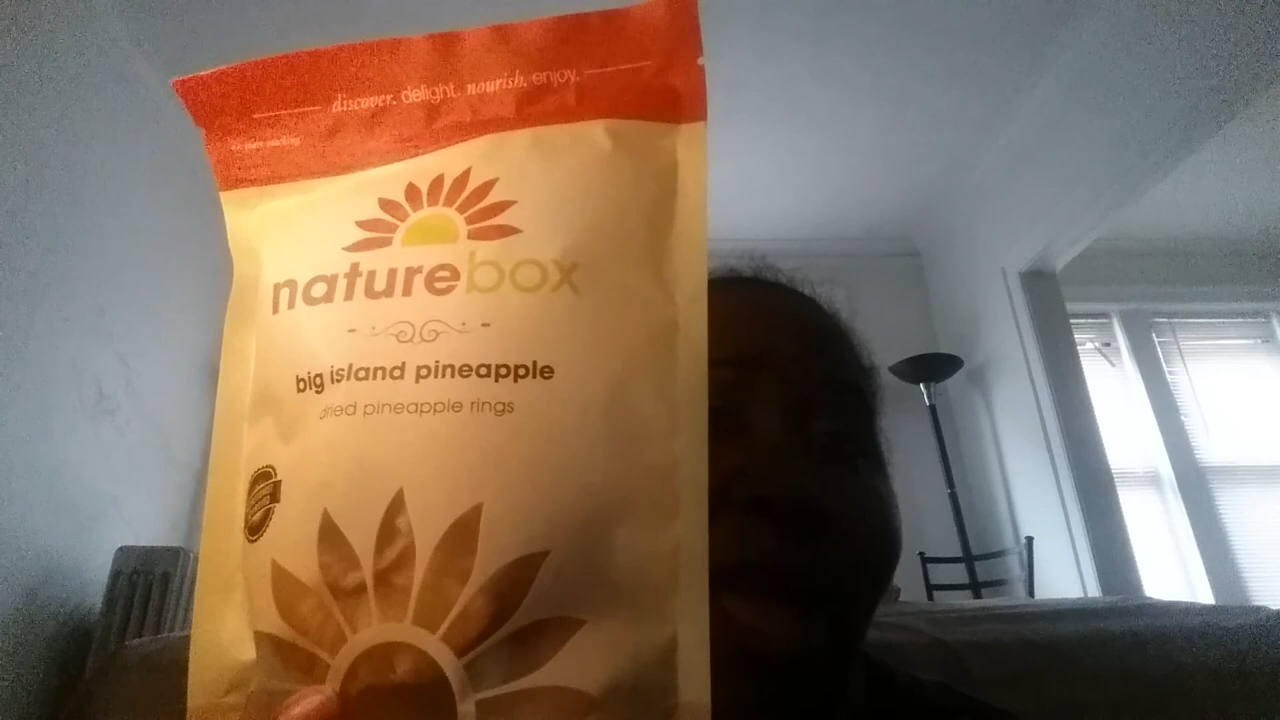 discover. delight. nourish. enjoy.
naturebox
big island pineapple
dried pineapple rings